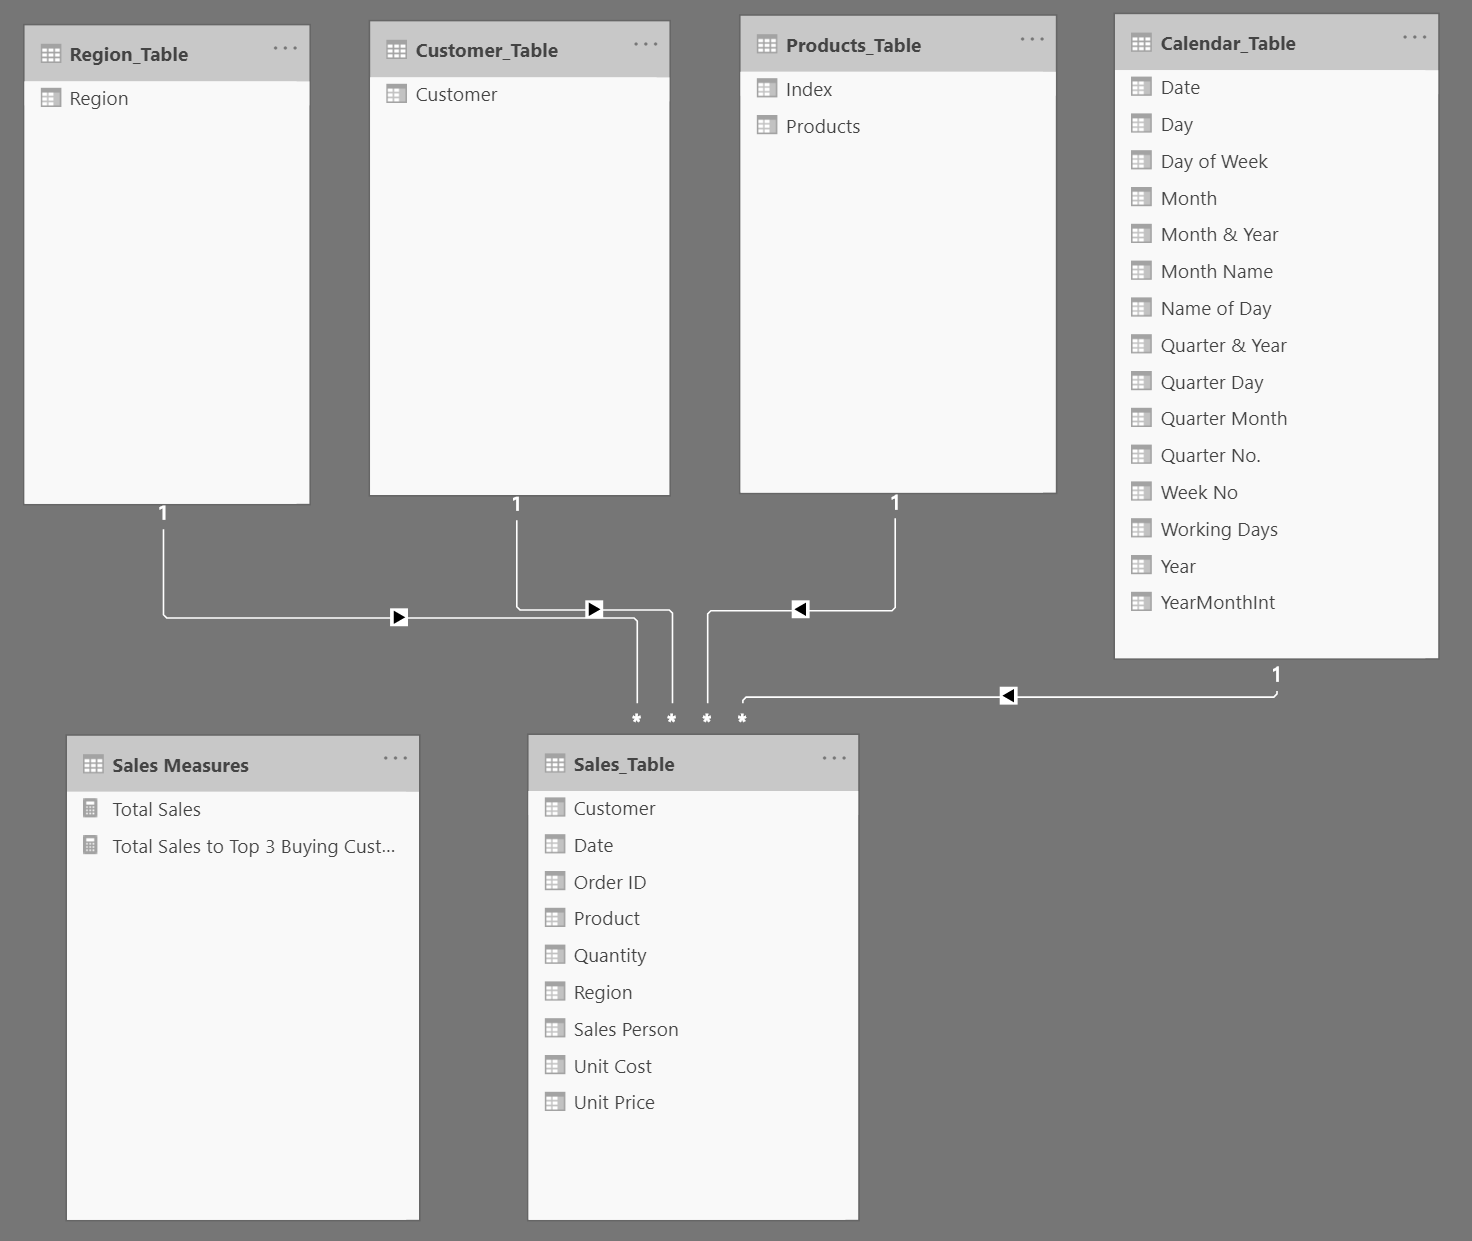 Region_Table
Region
Customer_Table
Customer
Products_Table
Index
Products
Calendar_Table
Date
Day
Day of Week
Month
Month & Year
Month Name
Name of Day
Quarter & Year
Quarter Day
Quarter Month
Quarter No.
Week No
Working Days
Year
YearMonthInt
1
1
1
1
* * * *
Sales Measures
Total Sales
Total Sales to Top 3 Buying Cust...
Sales_Table
Customer
Date
Order ID
Product
Quantity
Region
Sales Person
Unit Cost
Unit Price